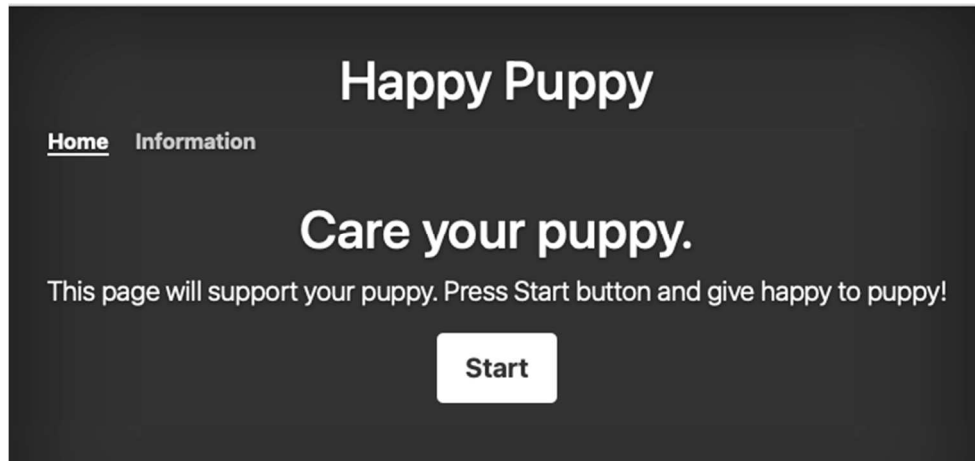 Happy Puppy
Home Information
Care your puppy.
This page will support your puppy. Press Start button and give happy to puppy!
Start